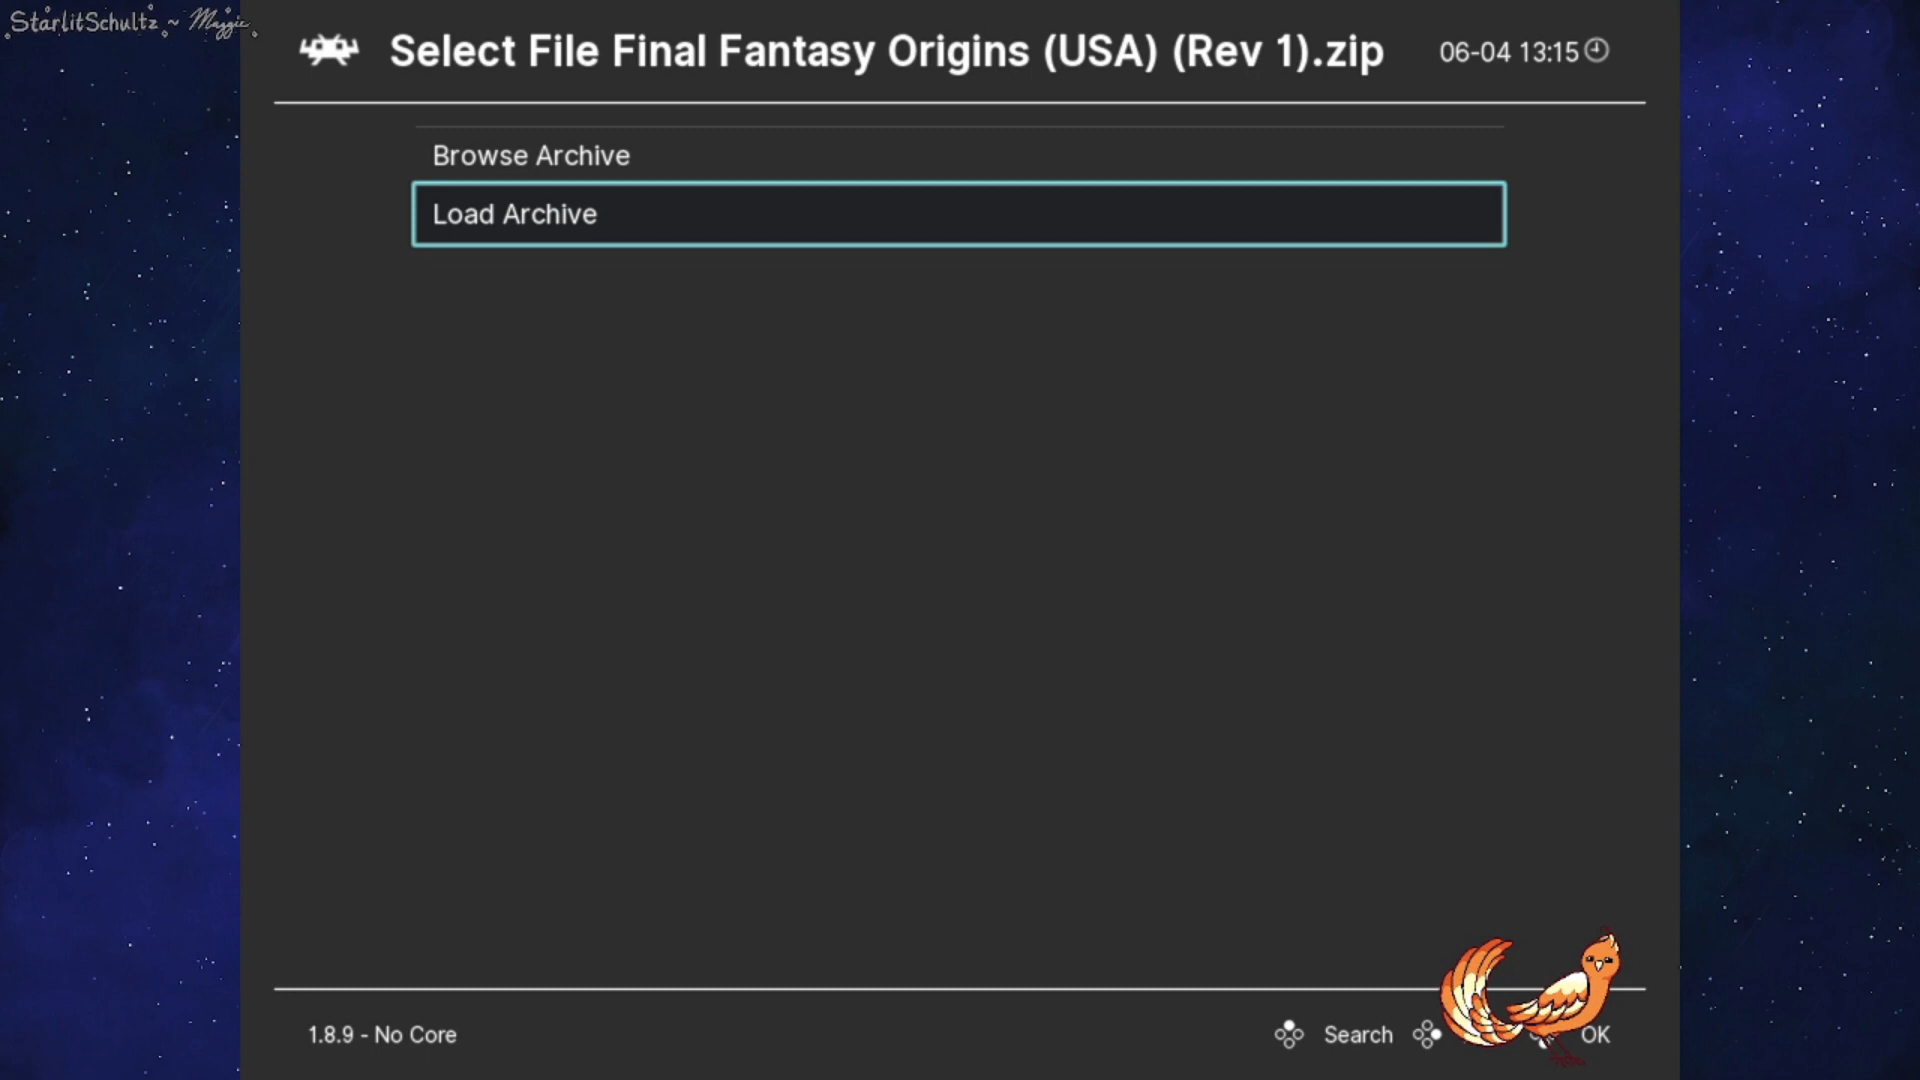 StarlitSchultz ~ Maggie
Select File Final Fantasy Origins (USA) (Rev 1).zip 06-04 13:15
Browse Archive
Load Archive
1.8.9 - No Core Search OK